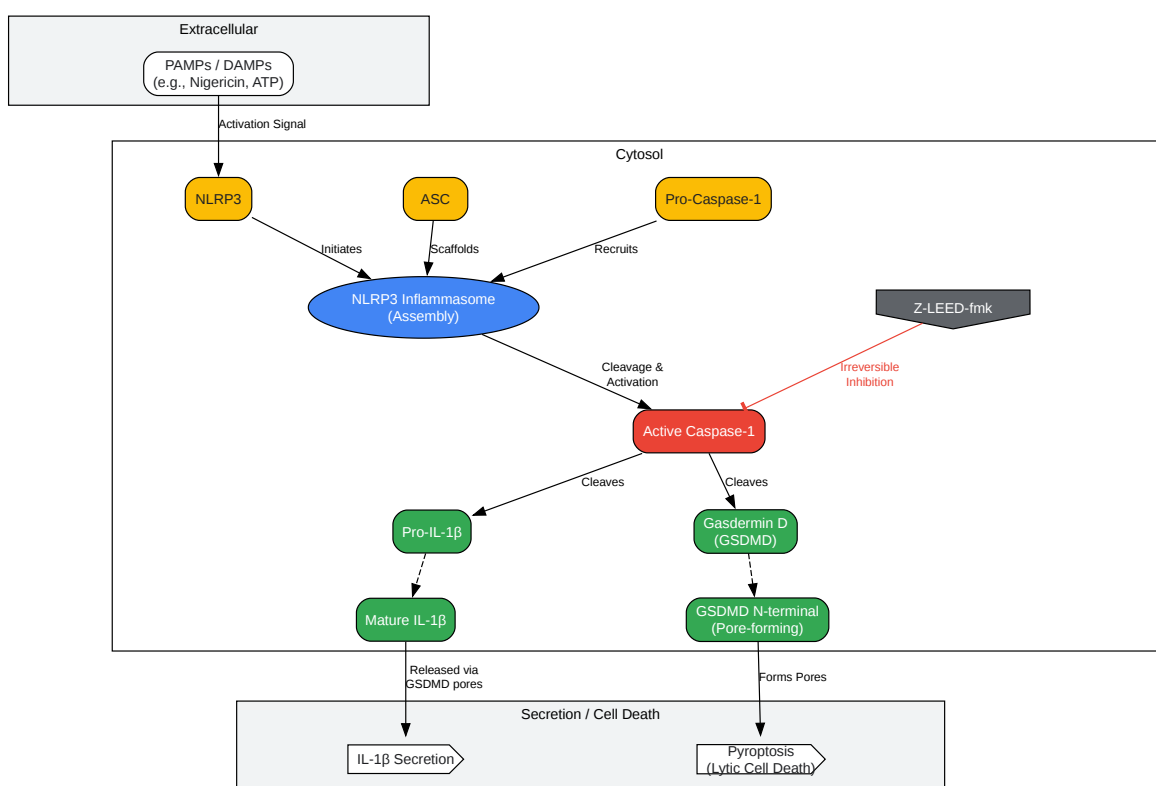 Extracellular
PAMPs / DAMPs
(e.g., Nigericin, ATP)
Activation Signal
Cytosol
NLRP3
ASC
Pro-Caspase-1
Initiates
Scaffolds
Recruits
NLRP3 Inflammasome
(Assembly)
Z-LEED-fmk
Cleavage &
Activation
Irreversible
Inhibition
Active Caspase-1
Cleaves
Cleaves
Pro-IL-1β
Gasdermin D
(GSDMD)
Mature IL-1β
GSDMD N-terminal
(Pore-forming)
Released via
GSDMD pores
Forms Pores
Secretion / Cell Death
IL-1β Secretion
Pyroptosis
(Lytic Cell Death)